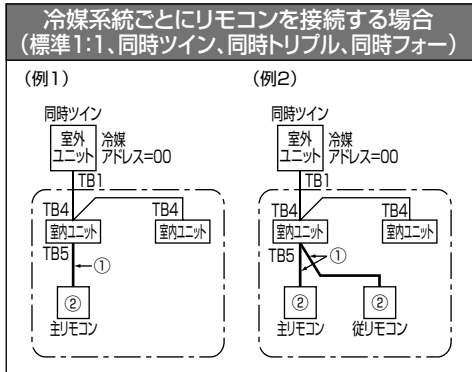 冷媒系統ごとにリモコンを接続する場合
(標準1:1、同時ツイン、同時トリプル、同時フォー)
(例1)
同時ツイン
室外
ユニット
冷媒
アドレス=00
TB1
TB4
TB4
室内ユニット
室内ユニット
TB5
①
②
主リモコン
(例2)
同時ツイン
室外
ユニット
冷媒
アドレス=00
TB1
TB4
TB4
室内ユニット
室内ユニット
TB5
①
②
②
主リモコン
従リモコン